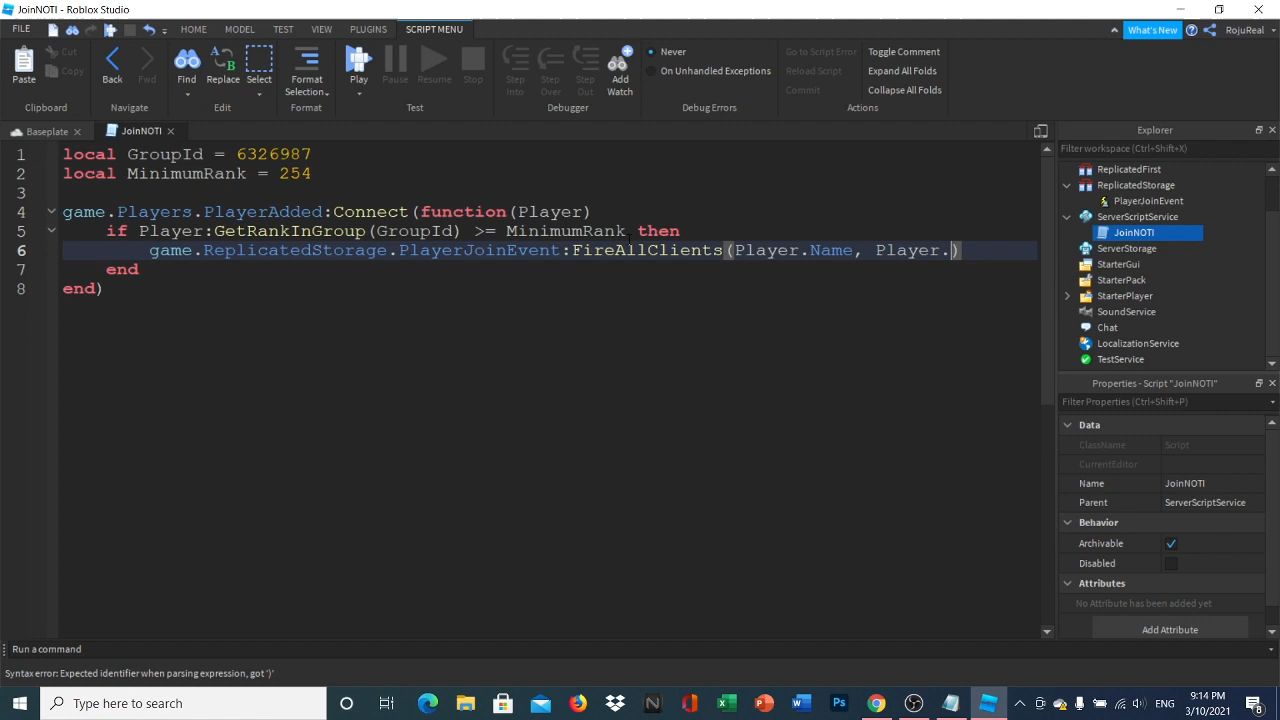 JoinNOTI - Roblox Studio
FILE HOME MODEL TEST VIEW PLUGINS SCRIPT MENU What's New RojuReal
Paste Cut Copy Back Fwd Find Replace Select Format Selection Play Pause Resume Stop Step Into Step Over Step Out Add Watch Never On Unhandled Exceptions Go to Script Error Reload Script Commit Toggle Comment Expand All Folds Collapse All Folds
Clipboard Navigate Edit Format Test Debugger Debug Errors Actions
Baseplate JoinNOTI
1 local GroupId = 6326987
2 local MinimumRank = 254
3
4 game.Players.PlayerAdded:Connect(function(Player)
5 if Player:GetRankInGroup(GroupId) >= MinimumRank then
6 game.ReplicatedStorage.PlayerJoinEvent:FireAllClients(Player.Name, Player.)
7 end
8 end)
Explorer
Filter workspace (Ctrl+Shift+X)
ReplicatedFirst
ReplicatedStorage
PlayerJoinEvent
ServerScriptService
JoinNOTI
ServerStorage
StarterGui
StarterPack
StarterPlayer
SoundService
Chat
LocalizationService
TestService
Properties - Script "JoinNOTI"
Filter Properties (Ctrl+Shift+P)
Data
ClassName Script
CurrentEditor
Name JoinNOTI
Parent ServerScriptService
Behavior
Archivable
Disabled
Attributes
No Attribute has been added yet
Add Attribute
Run a command
Syntax error: Expected identifier when parsing expression, got ')'
Type here to search
ENG
9:14 PM
3/10/2021